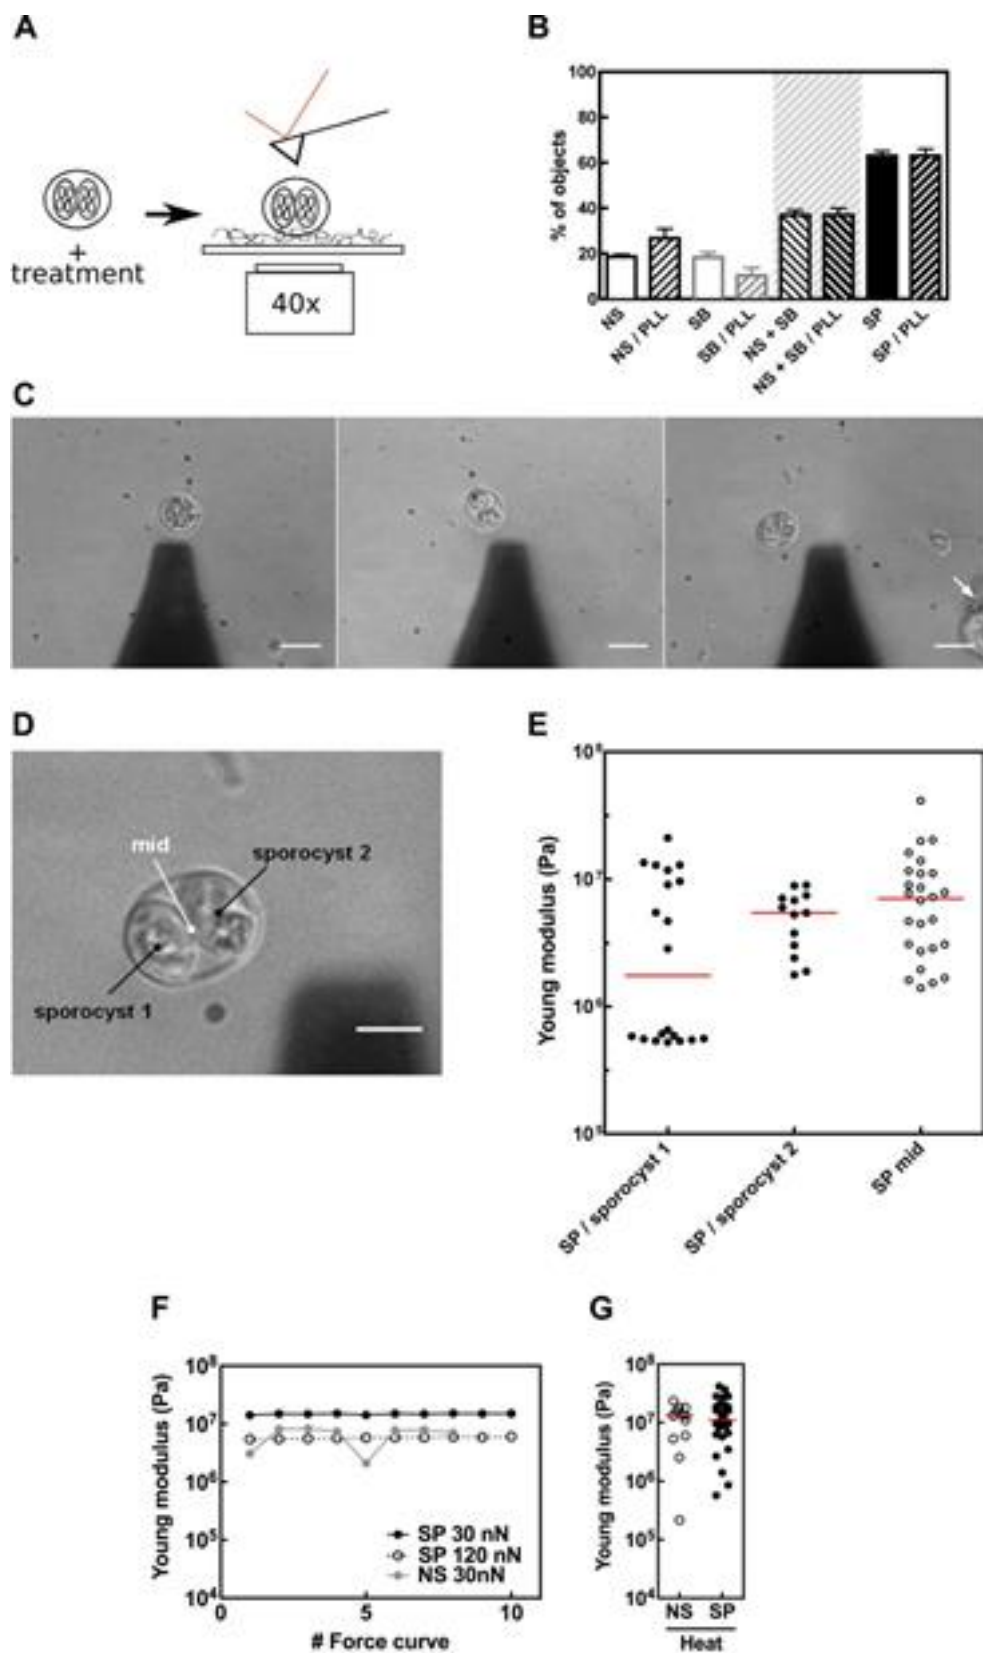 A
+
treatment
40x
B
100
80
60
40
20
0
% of objects
NS
NS / PLL
SB
SB / PLL
NS + SB
NS + SB / PLL
SP
SP / PLL
C
D
mid
sporocyst 2
sporocyst 1
E
Young modulus (Pa)
10⁸
10⁷
10⁶
10⁵
SP / sporocyst 1
SP / sporocyst 2
SP mid
F
Young modulus (Pa)
10⁸
10⁷
10⁶
10⁵
10⁴
SP 30 nN
SP 120 nN
NS 30nN
0
5
10
# Force curve
G
Young modulus (Pa)
10⁸
10⁷
10⁶
10⁵
10⁴
NS
SP
Heat